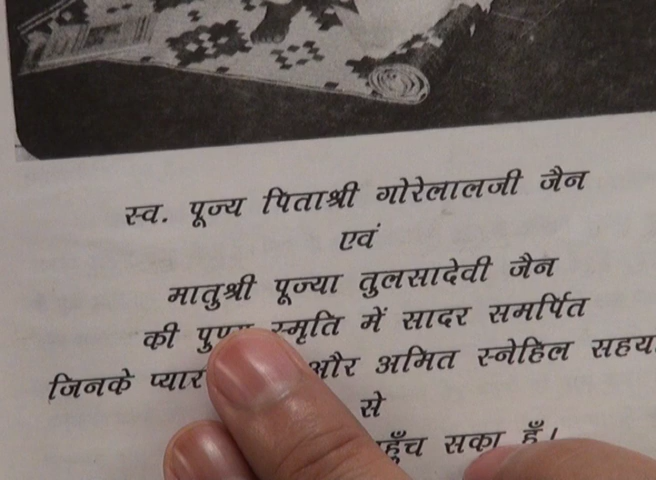 स्व. पूज्य पिताश्री गोरेलालजी जैन
एवं
मातुश्री पूज्या तुलसादेवी जैन
की स्मृति में सादर समर्पित
जिनके प्यार और अमित स्नेहिल
से
सका हूँ।